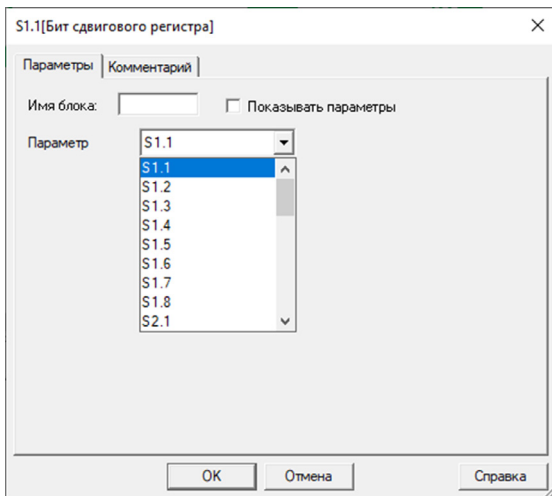 S1.1[Бит сдвигового регистра]
Параметры Комментарий
Имя блока: Показывать параметры
Параметр S1.1
S1.1
S1.2
S1.3
S1.4
S1.5
S1.6
S1.7
S1.8
S2.1
OK Отмена Справка